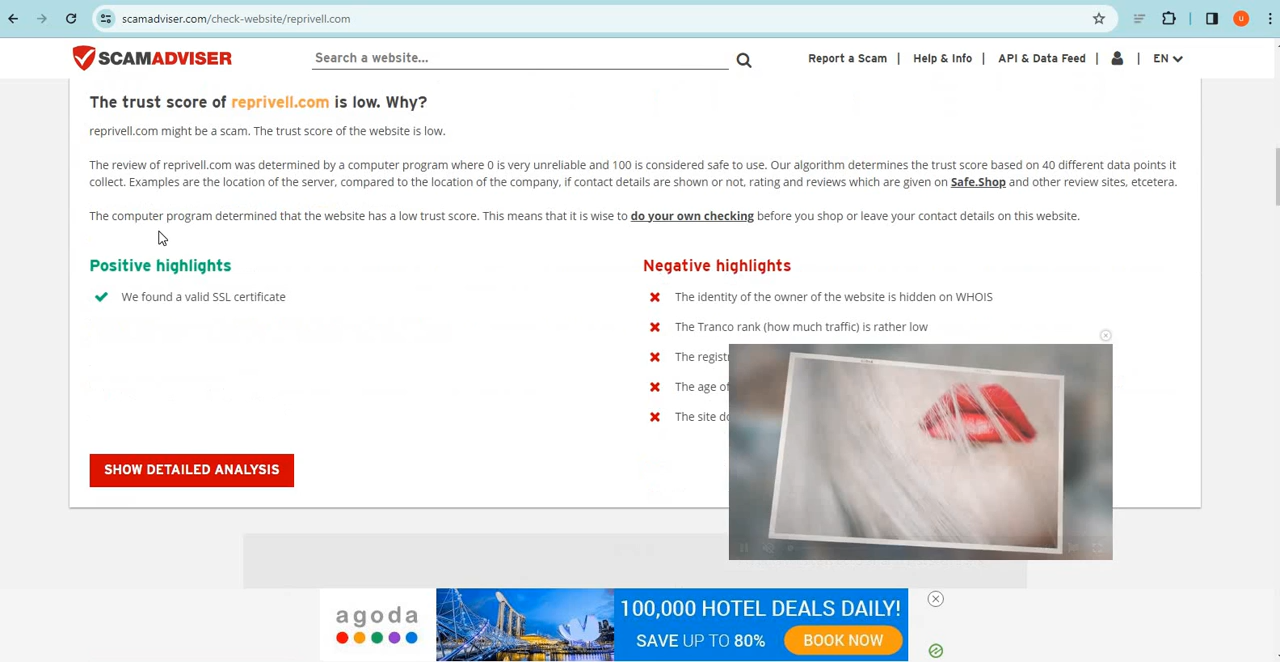 scamadviser.com/check-website/reprivell.com
SCAMADVISER
Search a website...
Report a Scam | Help & Info | API & Data Feed | | EN
The trust score of reprivell.com is low. Why?
reprivell.com might be a scam. The trust score of the website is low.
The review of reprivell.com was determined by a computer program where 0 is very unreliable and 100 is considered safe to use. Our algorithm determines the trust score based on 40 different data points it
collect. Examples are the location of the server, compared to the location of the company, if contact details are shown or not, rating and reviews which are given on Safe.Shop and other review sites, etcetera.
The computer program determined that the website has a low trust score. This means that it is wise to do your own checking before you shop or leave your contact details on this website.
Positive highlights
We found a valid SSL certificate
Negative highlights
The identity of the owner of the website is hidden on WHOIS
The Tranco rank (how much traffic) is rather low
The
The age
The site
SHOW DETAILED ANALYSIS
agoda
100,000 HOTEL DEALS DAILY!
SAVE UP TO 80%
BOOK NOW